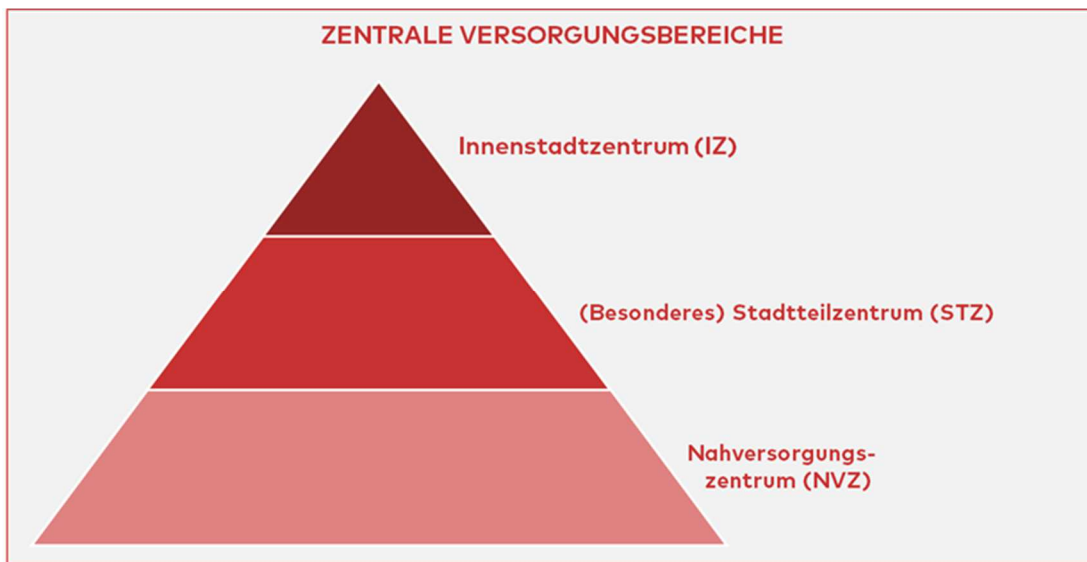 ZENTRALE VERSORGUNGSBEREICHE
Innenstadtzentrum (IZ)
(Besonderes) Stadtteilzentrum (STZ)
Nahversorgungs-
zentrum (NVZ)